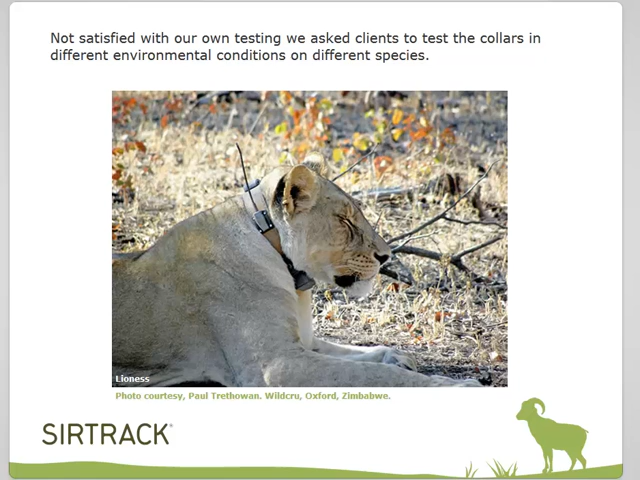 Not satisfied with our own testing we asked clients to test the collars in
different environmental conditions on different species.
Lioness
Photo courtesy, Paul Trethowan. Wildcru, Oxford, Zimbabwe.
SIRTRACK®